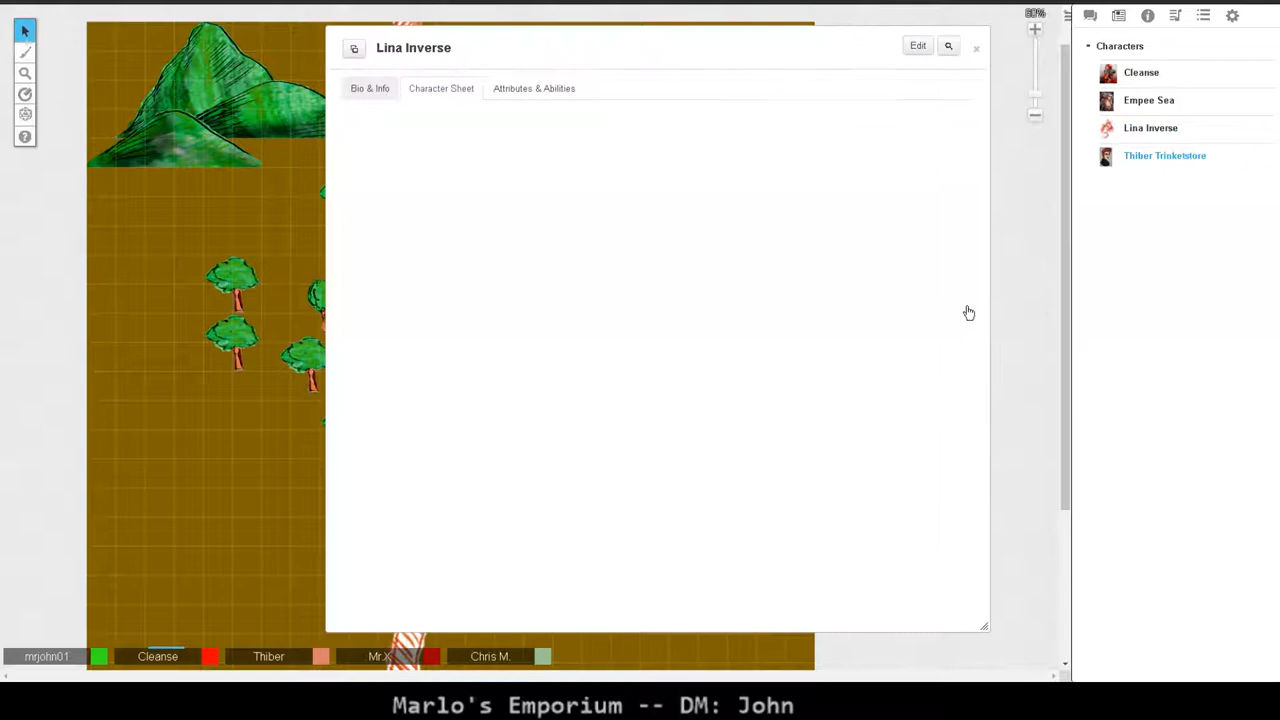 80%
Lina Inverse
Edit
Bio & Info
Character Sheet
Attributes & Abilities
Characters
Cleanse
Empee Sea
Lina Inverse
Thiber Trinketstore
mrjohn01
Cleanse
Thiber
Mr.X
Chris M.
Marlo's Emporium -- DM: John